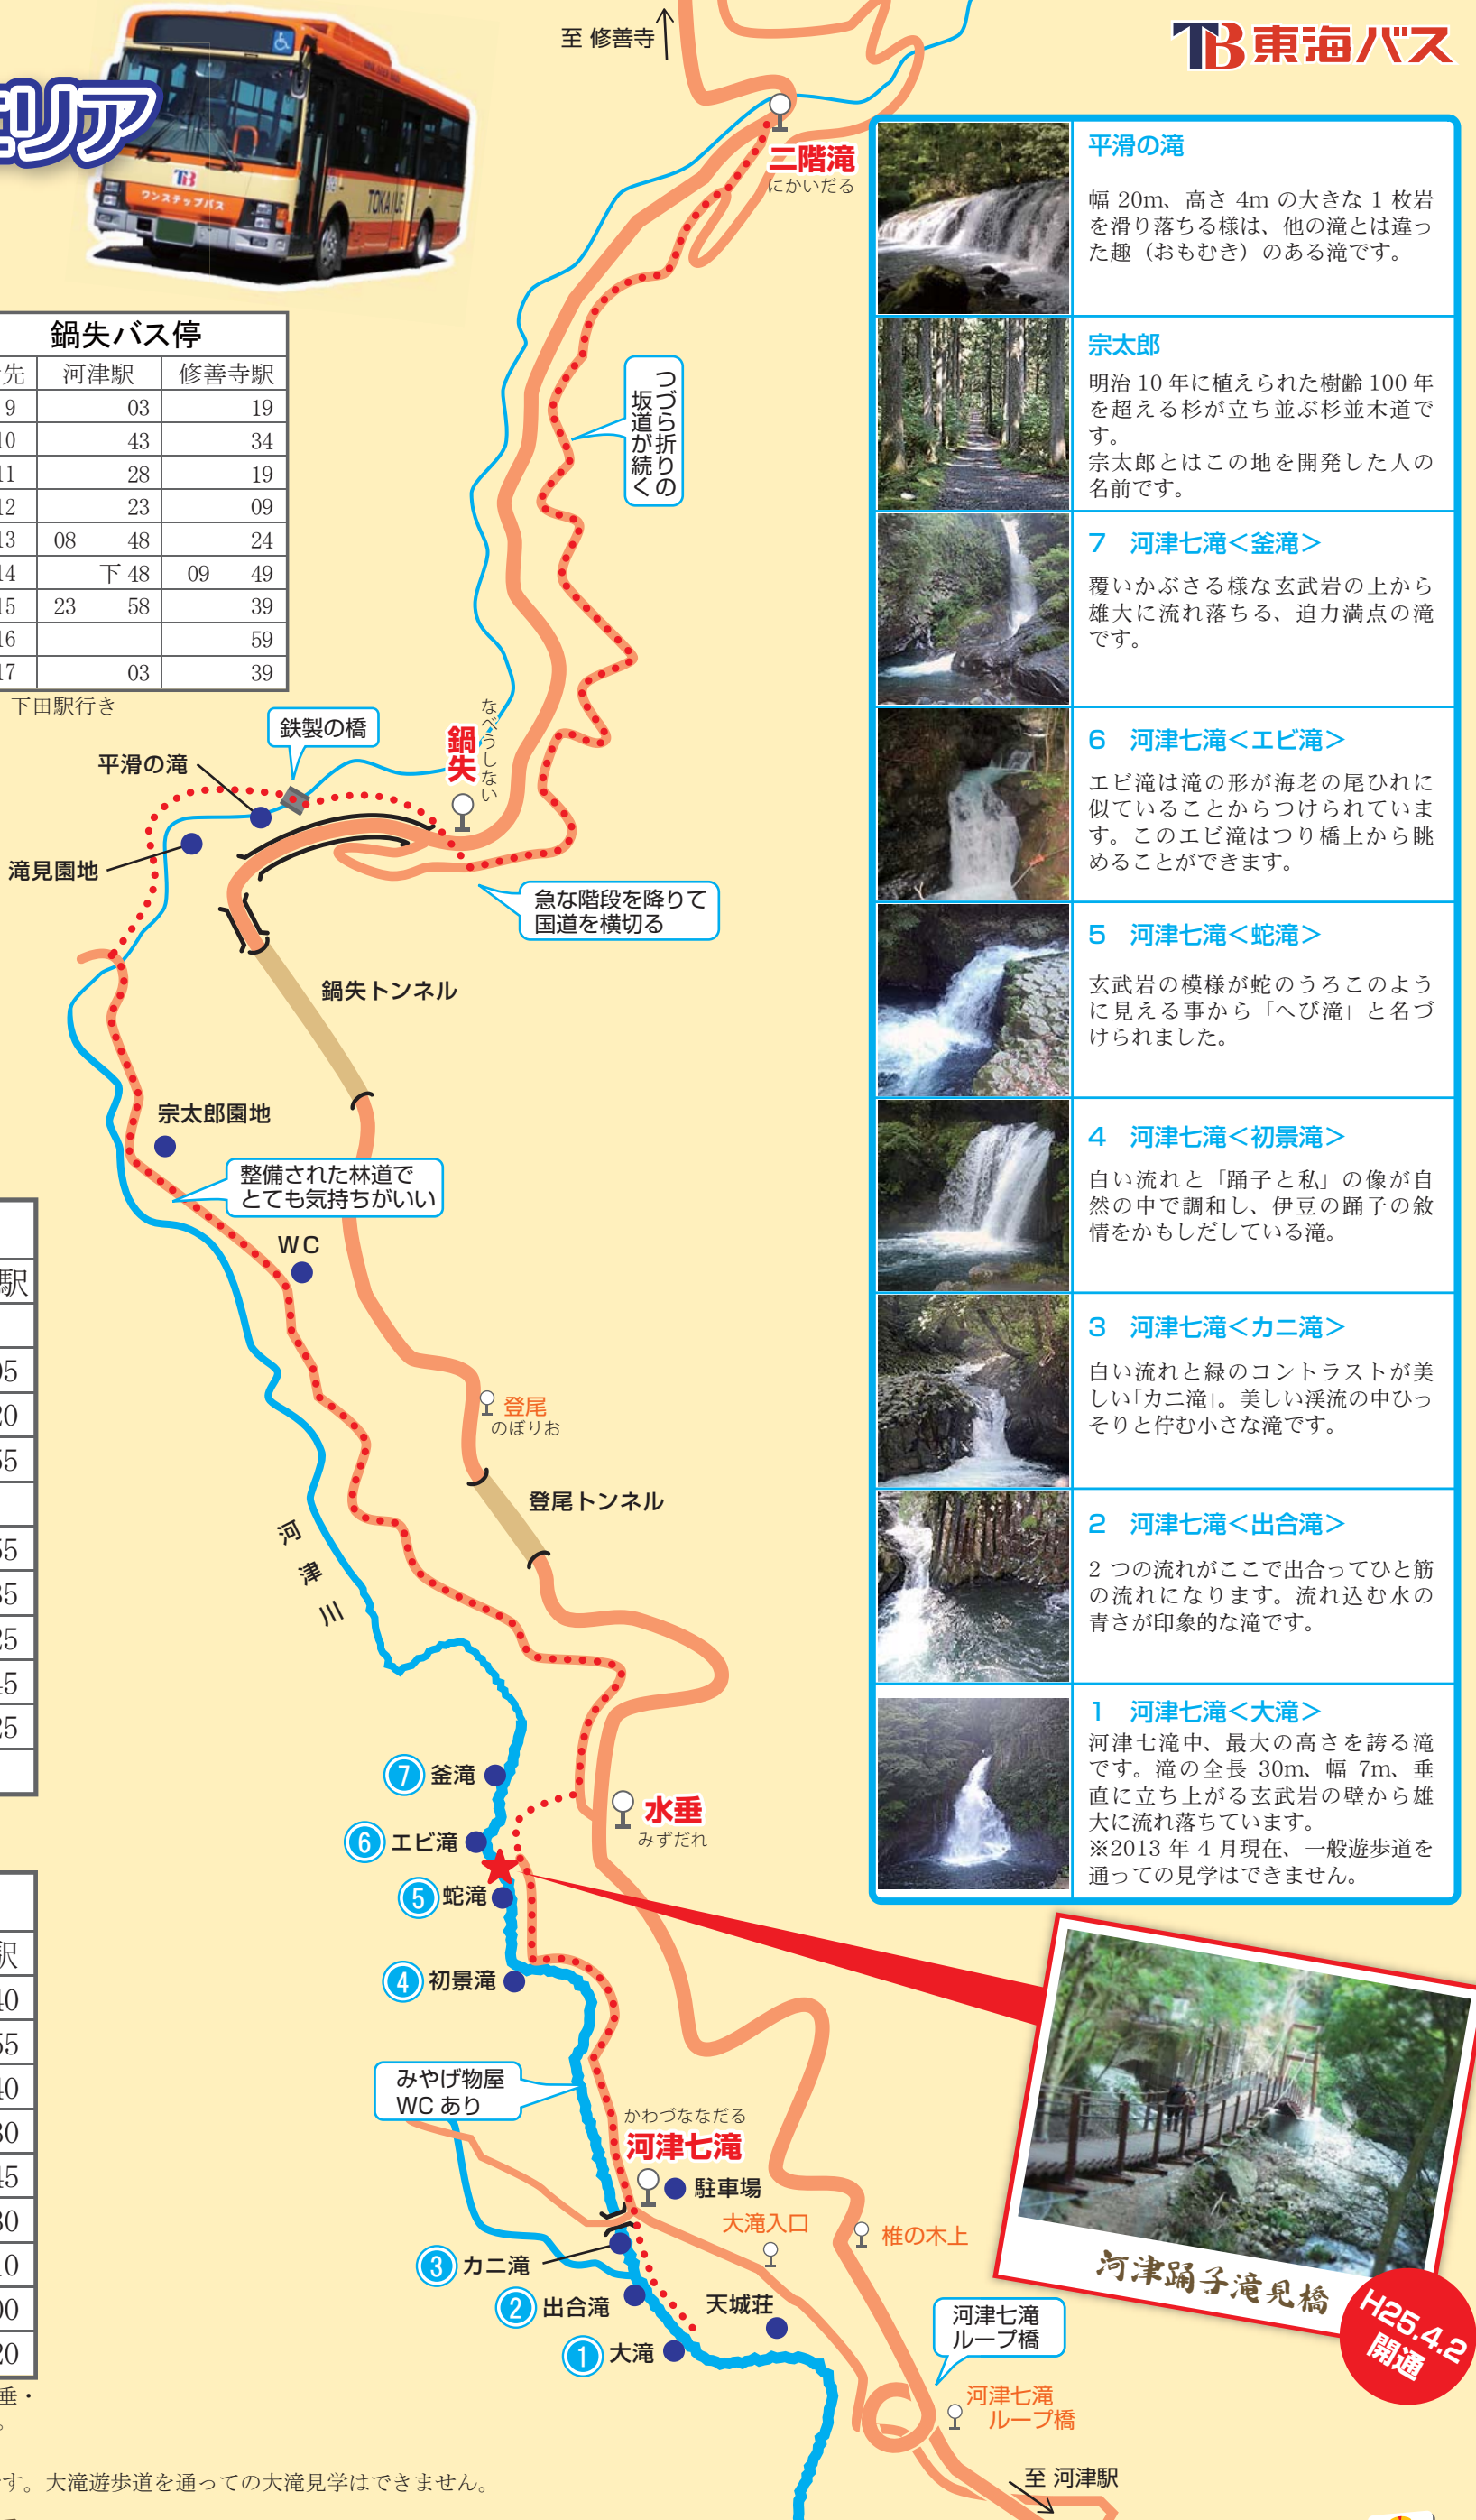 至 修善寺
TB 東海バス
エリア
TB
ワンステップバス
二階滝
にかいだる
鍋失バス停
先 河津駅 修善寺駅
9 03 19
10 43 34
11 28 19
12 23 09
13 08 48 24
14 下48 09 49
15 23 58 39
16 59
17 03 39
下田駅行き
つづら折りの
坂道が続く
鉄製の橋
平滑の滝
鍋失
なべうしない
滝見園地
急な階段を降りて
国道を横切る
鍋失トンネル
宗太郎園地
整備された林道で
とても気持ちがいい
WC
登尾
のぼりお
登尾トンネル
河津川
駅
05
20
55
55
35
25
45
25
⑦ 釜滝
⑥ エビ滝
⑤ 蛇滝
④ 初景滝
水垂
みずだれ
駅
40
55
40
30
45
30
10
00
20
垂・
。
みやげ物屋
WC あり
かわづななだる
河津七滝
駐車場
大滝入口
椎の木上
③ カニ滝
② 出合滝
天城荘
① 大滝
河津七滝
ループ橋
河津七滝
ループ橋
至 河津駅
す。大滝遊歩道を通っての大滝見学はできません。
平滑の滝
幅 20m、高さ 4m の大きな 1 枚岩
を滑り落ちる様は、他の滝とは違っ
た趣（おもむき）のある滝です。
宗太郎
明治 10 年に植えられた樹齢 100 年
を超える杉が立ち並ぶ杉並木道で
す。
宗太郎とはこの地を開発した人の
名前です。
7 河津七滝＜釜滝＞
覆いかぶさる様な玄武岩の上から
雄大に流れ落ちる、迫力満点の滝
です。
6 河津七滝＜エビ滝＞
エビ滝は滝の形が海老の尾ひれに
似ていることからつけられていま
す。このエビ滝はつり橋上から眺
めることができます。
5 河津七滝＜蛇滝＞
玄武岩の模様が蛇のうろこのよう
に見える事から「へび滝」と名づ
けられました。
4 河津七滝＜初景滝＞
白い流れと「踊子と私」の像が自
然の中で調和し、伊豆の踊子の敘
情をかもしだしている滝。
3 河津七滝＜カニ滝＞
白い流れと緑のコントラストが美
しい「カニ滝」。美しい渓流の中ひっ
そりと佇む小さな滝です。
2 河津七滝＜出合滝＞
2 つの流れがここで出合ってひと筋
の流れになります。流れ込む水の
青さが印象的な滝です。
1 河津七滝＜大滝＞
河津七滝中、最大の高さを誇る滝
です。滝の全長 30m、幅 7m、垂
直に立ち上がる玄武岩の壁から雄
大に流れ落ちています。
※2013 年 4 月現在、一般遊歩道を
通っての見学はできません。
河津踊子滝見橋
H25.4.2
開通